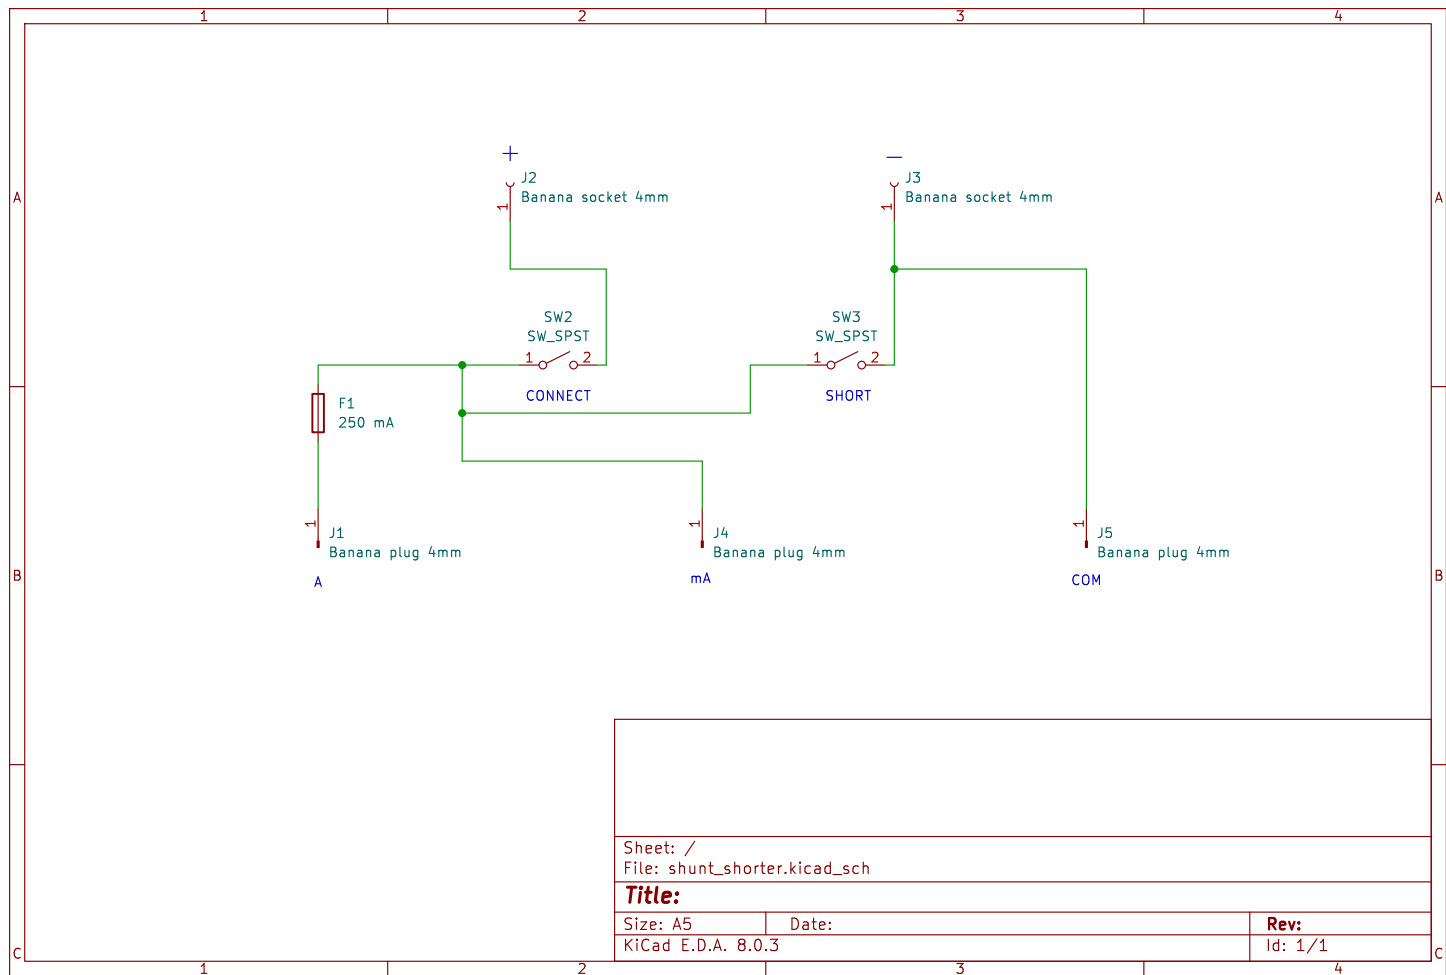 1 2 3 4
+ −
A J2 J3 A
Banana socket 4mm Banana socket 4mm
1 1
SW2 SW3
SW_SPST SW_SPST
1 2 1 2
CONNECT SHORT
F1
250 mA
1 1 1
J1 J4 J5
Banana plug 4mm Banana plug 4mm Banana plug 4mm
B A mA COM B
Sheet: /
File: shunt_shorter.kicad_sch
Title:
Size: A5 Date: Rev:
KiCad E.D.A. 8.0.3 Id: 1/1
C C
1 2 3 4